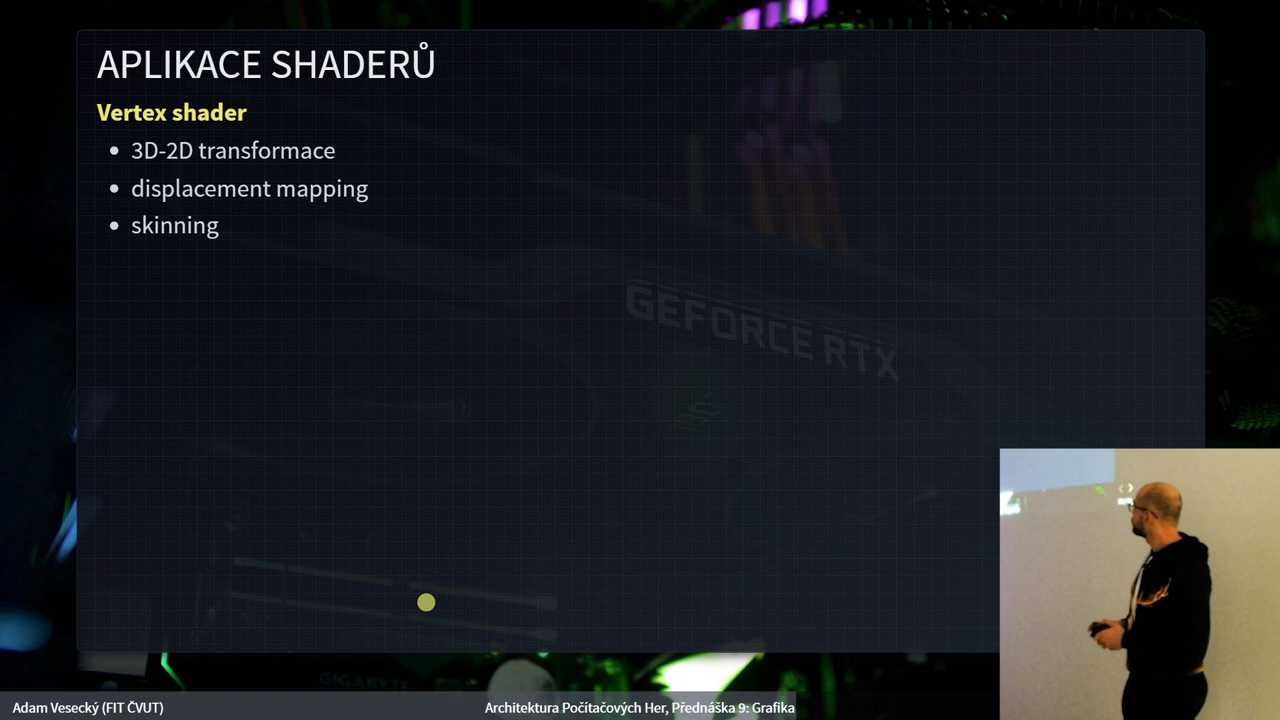 APLIKACE SHADERŮ
Vertex shader
3D-2D transformace
displacement mapping
skinning
GEFORCE RTX
GIGABYTE
Adam Vesecký (FIT ČVUT)
Architektura Počítačových Her, Přednáška 9: Grafika